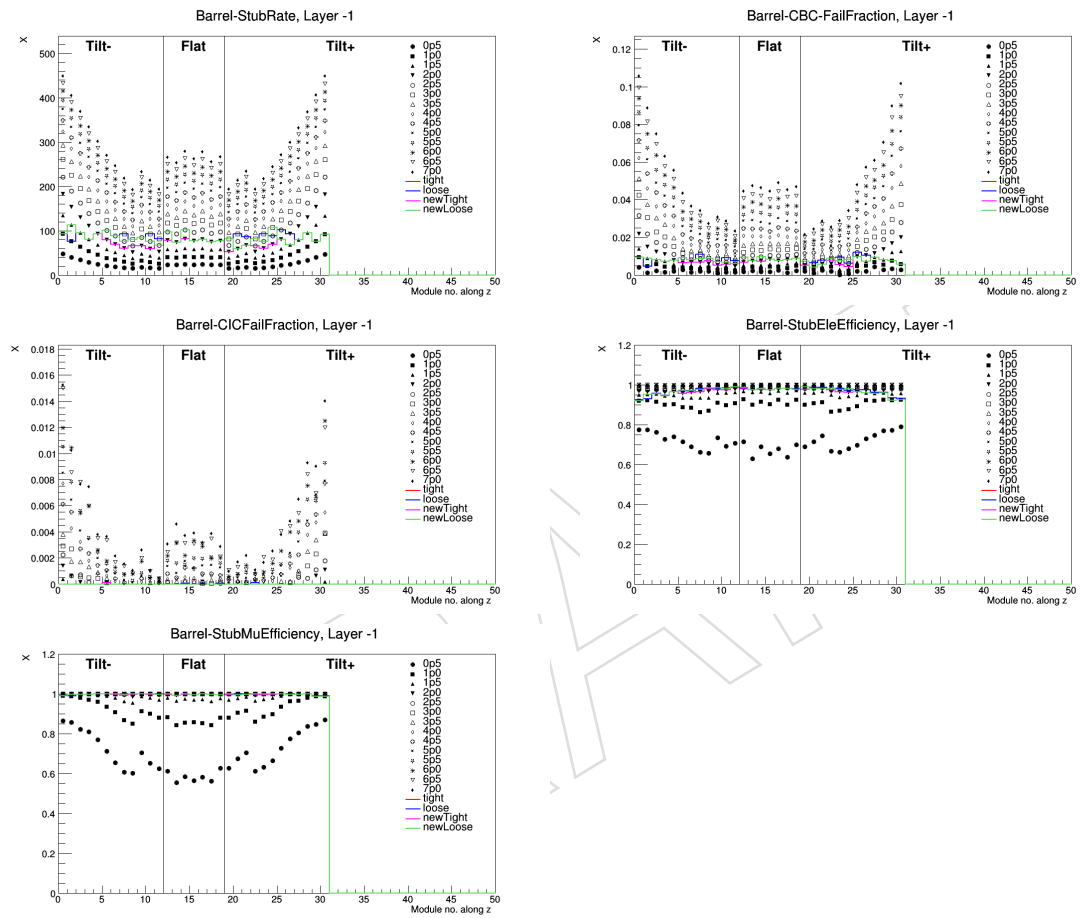 Barrel-StubRate, Layer -1
X
Tilt-
Flat
Tilt+
500
400
300
200
100
0
0 5 10 15 20 25 30 35 40 45 50
Module no. along z
0p5
1p0
1p5
2p0
2p5
3p0
3p5
4p0
4p5
5p0
5p5
6p0
6p5
7p0
tight
loose
newTight
newLoose
Barrel-CBC-FailFraction, Layer -1
X
Tilt-
Flat
Tilt+
0.12
0.1
0.08
0.06
0.04
0.02
0
0 5 10 15 20 25 30 35 40 45 50
Module no. along z
0p5
1p0
1p5
2p0
2p5
3p0
3p5
4p0
4p5
5p0
5p5
6p0
6p5
7p0
tight
loose
newTight
newLoose
Barrel-CICFailFraction, Layer -1
X
Tilt-
Flat
Tilt+
0.018
0.016
0.014
0.012
0.01
0.008
0.006
0.004
0.002
0
0 5 10 15 20 25 30 35 40 45 50
Module no. along z
0p5
1p0
1p5
2p0
2p5
3p0
3p5
4p0
4p5
5p0
5p5
6p0
6p5
7p0
tight
loose
newTight
newLoose
Barrel-StubEleEfficiency, Layer -1
X
Tilt-
Flat
Tilt+
1.2
1
0.8
0.6
0.4
0.2
0
0 5 10 15 20 25 30 35 40 45 50
Module no. along z
0p5
1p0
1p5
2p0
2p5
3p0
3p5
4p0
4p5
5p0
5p5
6p0
6p5
7p0
tight
loose
newTight
newLoose
Barrel-StubMuEfficiency, Layer -1
X
Tilt-
Flat
Tilt+
1.2
1
0.8
0.6
0.4
0.2
0
0 5 10 15 20 25 30 35 40 45 50
Module no. along z
0p5
1p0
1p5
2p0
2p5
3p0
3p5
4p0
4p5
5p0
5p5
6p0
6p5
7p0
tight
loose
newTight
newLoose